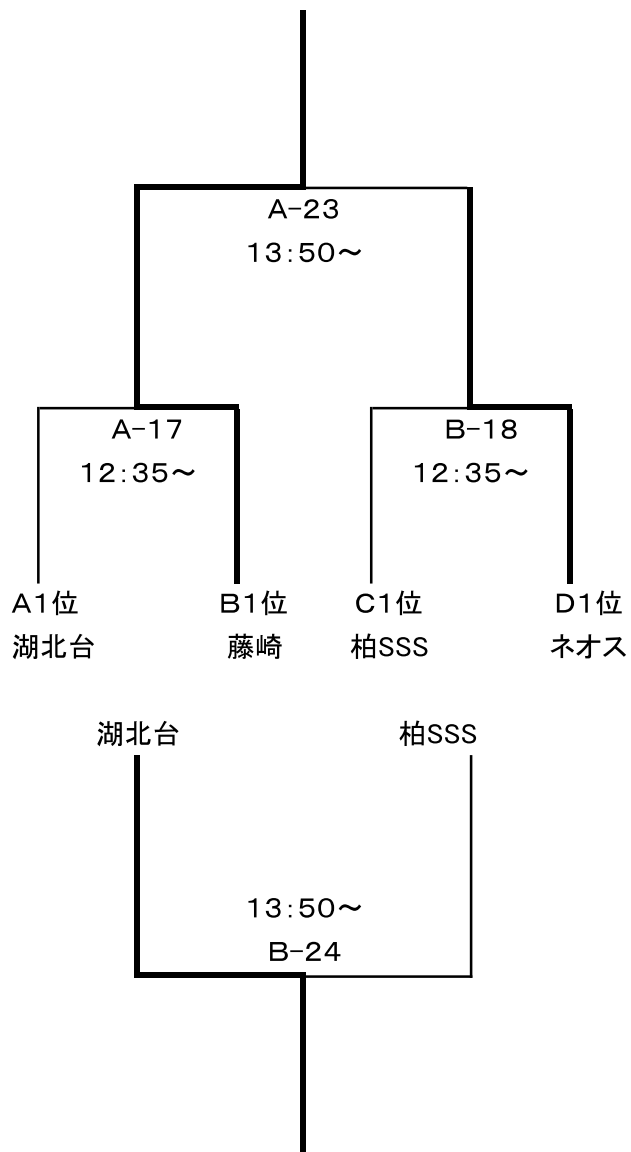 A-23
13:50～
A-17
12:35～
B-18
12:35～
A1位
湖北台
B1位
藤崎
C1位
柏SSS
D1位
ネオス
湖北台
柏SSS
13:50～
B-24